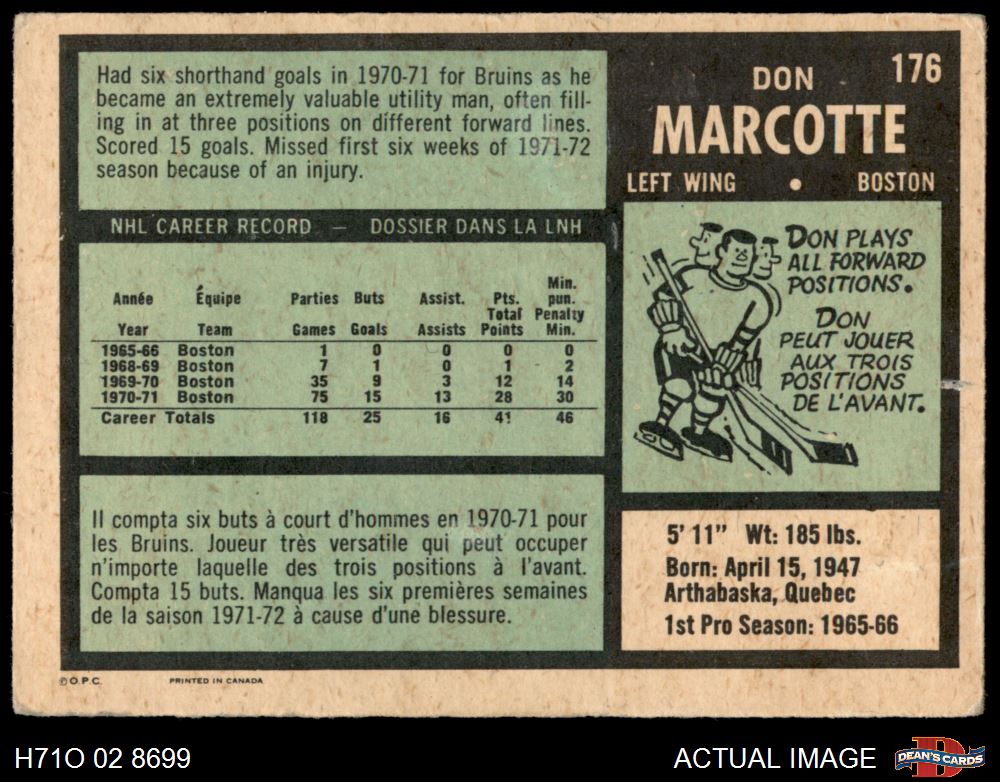 Had six shorthand goals in 1970-71 for Bruins as he
became an extremely valuable utility man, often fill-
ing in at three positions on different forward lines.
Scored 15 goals. Missed first six weeks of 1971-72
season because of an injury.
176
DON
MARCOTTE
LEFT WING • BOSTON
NHL CAREER RECORD — DOSSIER DANS LA LNH
Année Équipe Parties Buts Assist. Pts. Total Min. pun.
Year Team Games Goals Assists Points Penalty Min.
1965-66 Boston 1 0 0 0 0
1968-69 Boston 7 1 0 1 2
1969-70 Boston 35 9 3 12 14
1970-71 Boston 75 15 13 28 30
Career Totals 118 25 16 41 46
DON PLAYS
ALL FORWARD
POSITIONS.
DON
PEUT JOUER
AUX TROIS
POSITIONS
DE L'AVANT.
Il compta six buts à court d'hommes en 1970-71 pour
les Bruins. Joueur très versatile qui peut occuper
n'importe laquelle des trois positions à l'avant.
Compta 15 buts. Manqua les six premières semaines
de la saison 1971-72 à cause d'une blessure.
5' 11" Wt: 185 lbs.
Born: April 15, 1947
Arthabaska, Quebec
1st Pro Season: 1965-66
© O.P.C. PRINTED IN CANADA
H71O 02 8699
ACTUAL IMAGE
DEAN'S CARDS